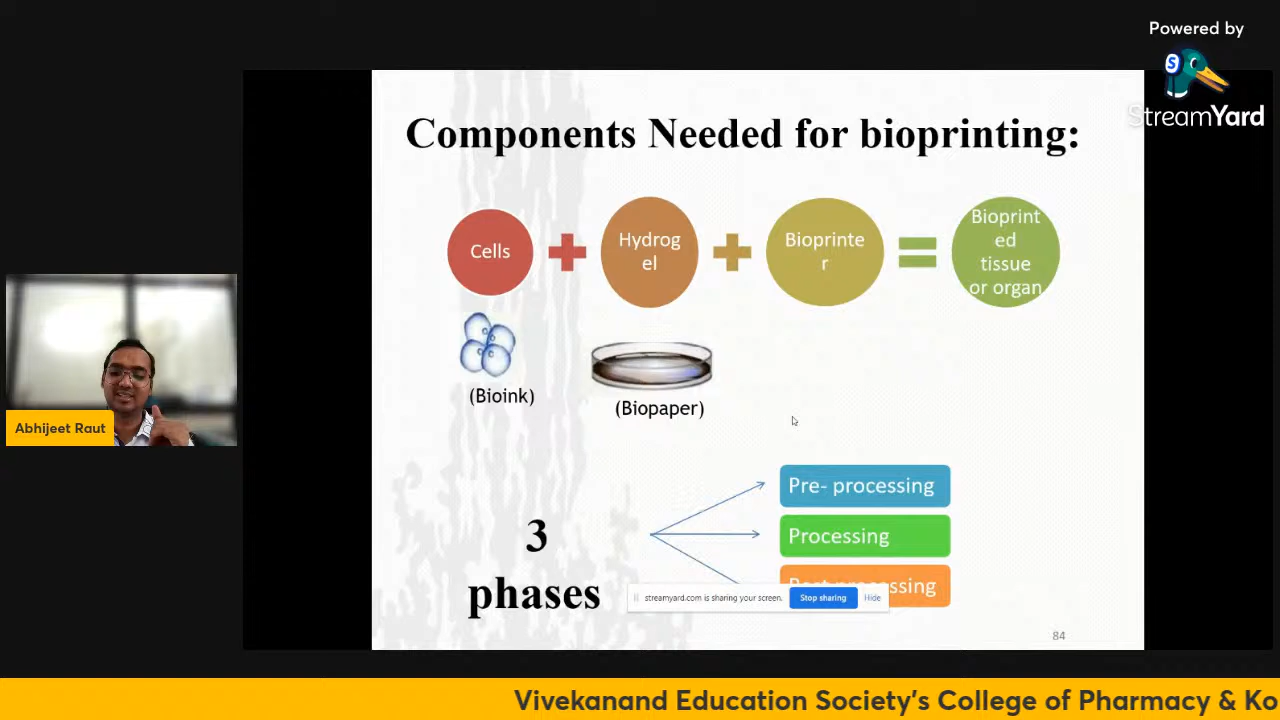 Powered by
StreamYard
Components Needed for bioprinting:
Cells
Hydrog
el
Bioprinte
r
Bioprint
ed
tissue
or organ
(Bioink)
(Biopaper)
Abhijeet Raut
Pre- processing
Processing
Post processing
3
phases
streamyard.com is sharing your screen.
Stop sharing
Hide
84
Vivekanand Education Society's College of Pharmacy & Ko